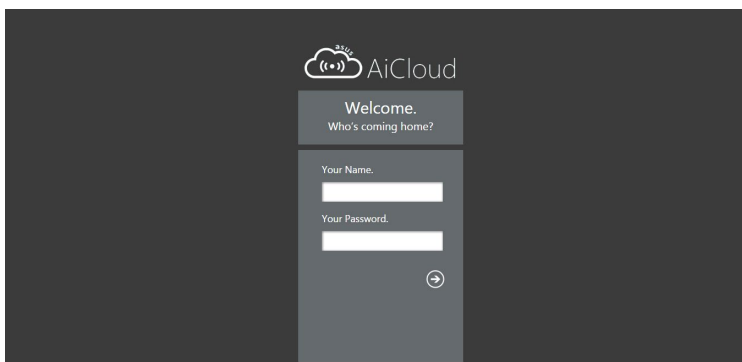 asus
AiCloud
Welcome.
Who's coming home?
Your Name.
Your Password.